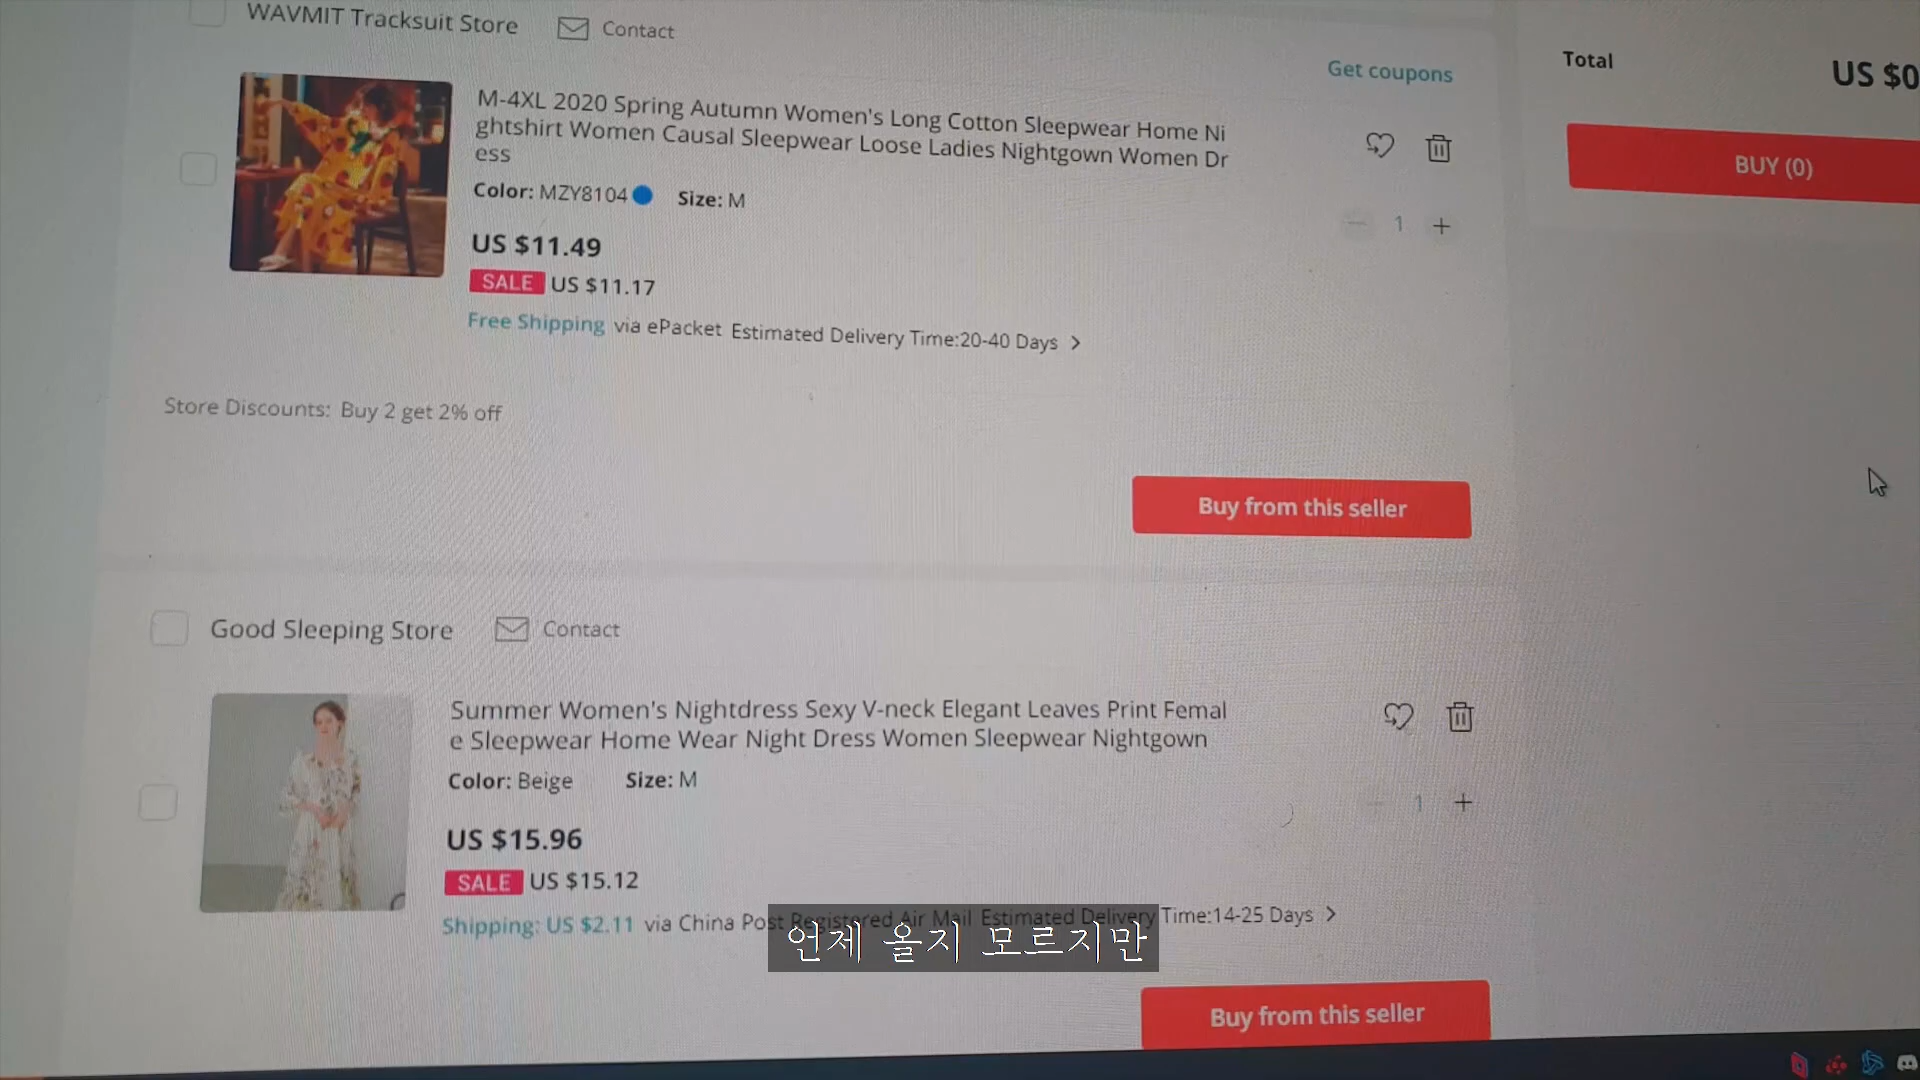 WAVMIT Tracksuit Store
Contact
Get coupons
M-4XL 2020 Spring Autumn Women's Long Cotton Sleepwear Home Ni
ghtshirt Women Causal Sleepwear Loose Ladies Nightgown Women Dr
ess
Color: MZY8104 Size: M
1
US $11.49
SALE US $11.17
Free Shipping via ePacket Estimated Delivery Time:20-40 Days
Store Discounts: Buy 2 get 2% off
Buy from this seller
Total
US $0
BUY (0)
Good Sleeping Store
Contact
Summer Women's Nightdress Sexy V-neck Elegant Leaves Print Femal
e Sleepwear Home Wear Night Dress Women Sleepwear Nightgown
Color: Beige Size: M
1
US $15.96
SALE US $15.12
Shipping: US $2.11 via China Post Registered Air Mail Estimated Delivery Time:14-25 Days
언제 올지 모르지만
Buy from this seller